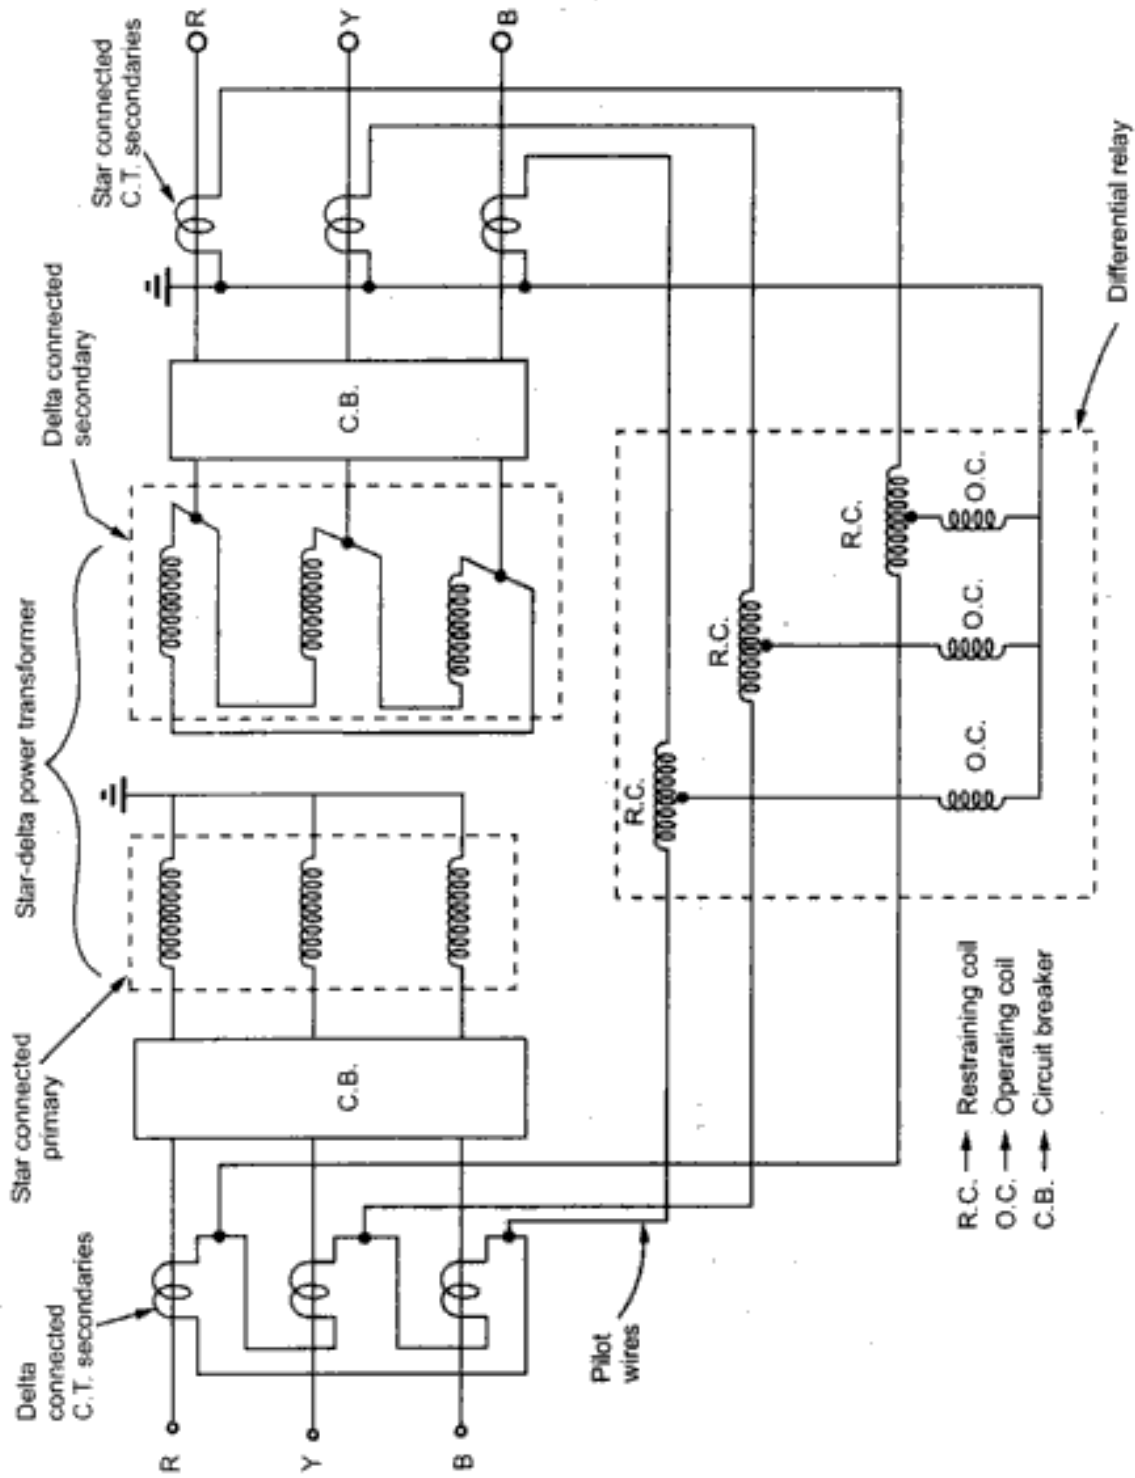 Delta
connected
C.T. secondaries
Star connected
primary
Star-delta power transformer
Delta connected
secondary
Star connected
C.T. secondaries
R
Y
B
C.B.
C.B.
R
Y
B
Pilot
wires
R.C.
R.C.
R.C.
O.C.
O.C.
O.C.
Differential relay
R.C. → Restraining coil
O.C. → Operating coil
C.B. → Circuit breaker